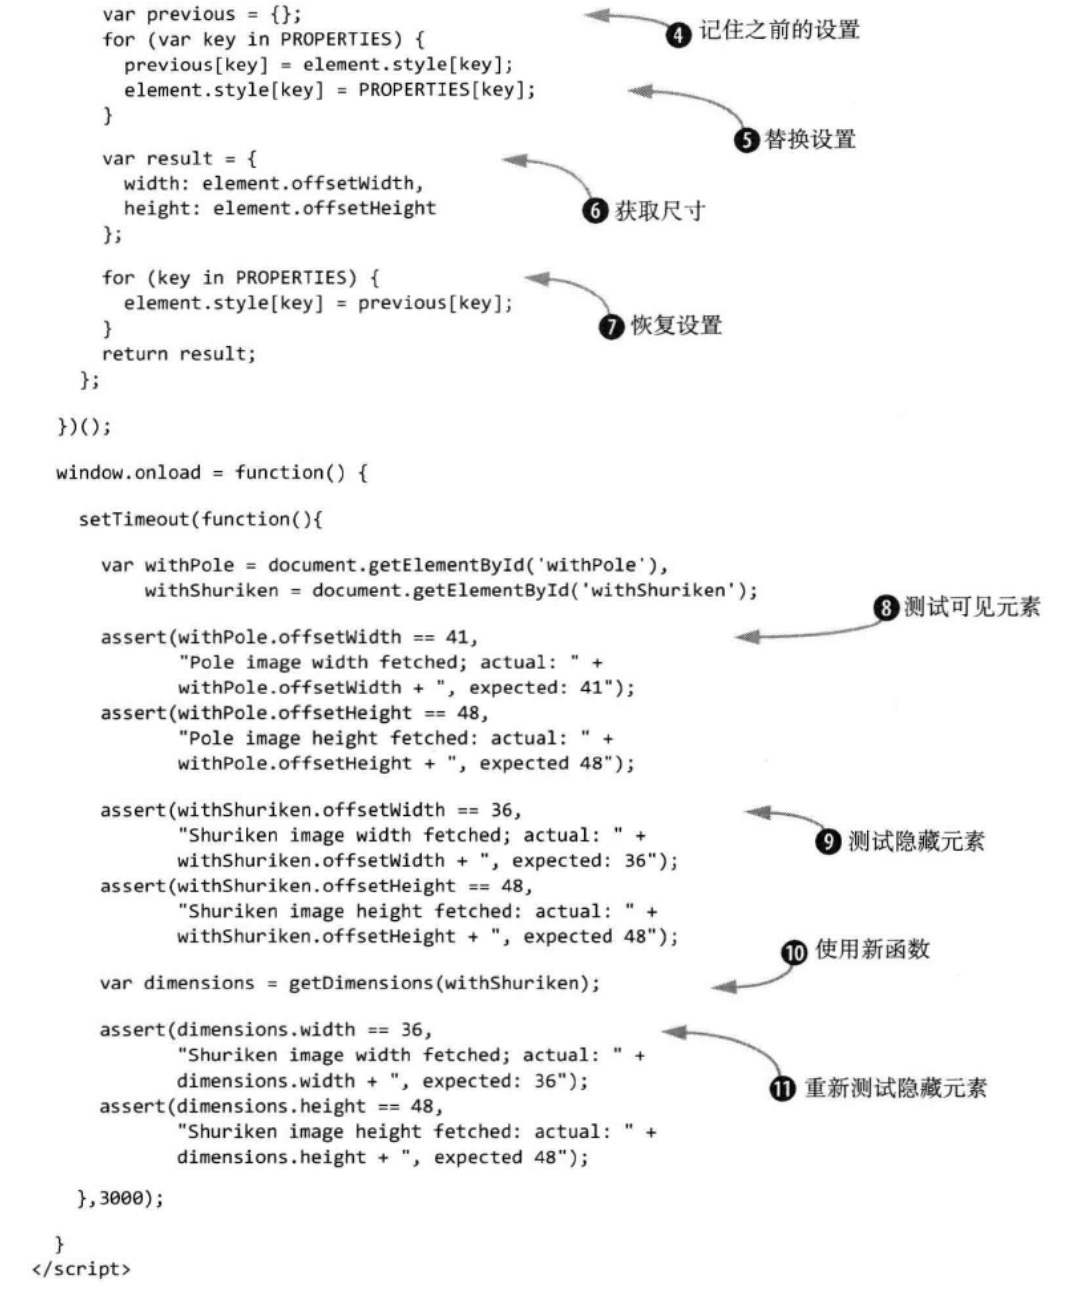 var previous = {};
❹ 记住之前的设置
for (var key in PROPERTIES) {
previous[key] = element.style[key];
element.style[key] = PROPERTIES[key];
}
❺ 替换设置
var result = {
width: element.offsetWidth,
height: element.offsetHeight
❻ 获取尺寸
};
for (key in PROPERTIES) {
element.style[key] = previous[key];
}
❼ 恢复设置
return result;
};
})();
window.onload = function() {
setTimeout(function(){
var withPole = document.getElementById('withPole'),
withShuriken = document.getElementById('withShuriken');
❽ 测试可见元素
assert(withPole.offsetWidth == 41,
"Pole image width fetched; actual: " +
withPole.offsetWidth + ", expected: 41");
assert(withPole.offsetHeight == 48,
"Pole image height fetched: actual: " +
withPole.offsetHeight + ", expected 48");
assert(withShuriken.offsetWidth == 36,
"Shuriken image width fetched; actual: " +
❾ 测试隐藏元素
withShuriken.offsetWidth + ", expected: 36");
assert(withShuriken.offsetHeight == 48,
"Shuriken image height fetched: actual: " +
withShuriken.offsetHeight + ", expected 48");
❿ 使用新函数
var dimensions = getDimensions(withShuriken);
assert(dimensions.width == 36,
"Shuriken image width fetched; actual: " +
dimensions.width + ", expected: 36");
⓫ 重新测试隐藏元素
assert(dimensions.height == 48,
"Shuriken image height fetched: actual: " +
dimensions.height + ", expected 48");
},3000);
}
</script>